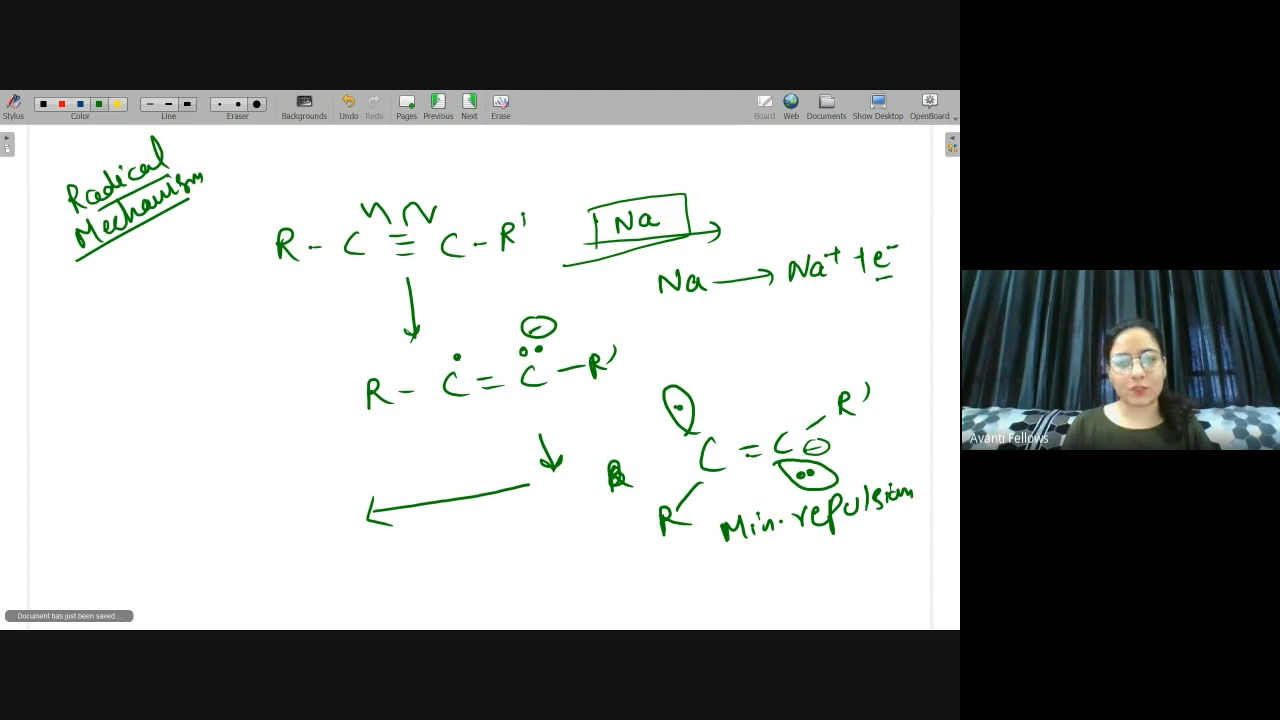 Stylus
Color
Line
Eraser
Backgrounds
Undo
Redo
Pages
Previous
Next
Erase
Board
Web
Documents
Show Desktop
OpenBoard
Radical
Mechanism
R - C ≡ C - R'
Na
Na ⟶ Na⁺ + e⁻
R - Ċ = C̈ - R'
⊖
C = C ⊖ R'
R
Min. repulsion
Avanti Fellows
Document has just been saved ...